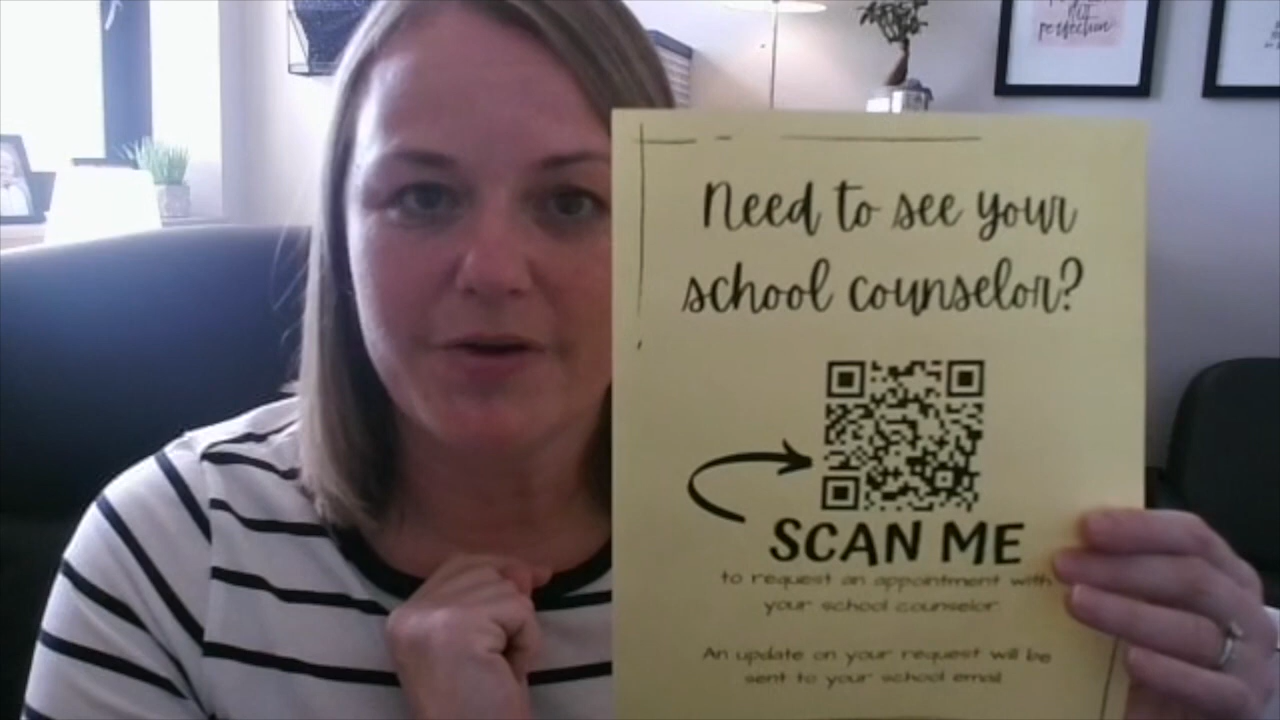 perfection
Need to see your
school counselor?
SCAN ME
to request an appointment with
your school counselor
An update on your request will be
sent to your school email